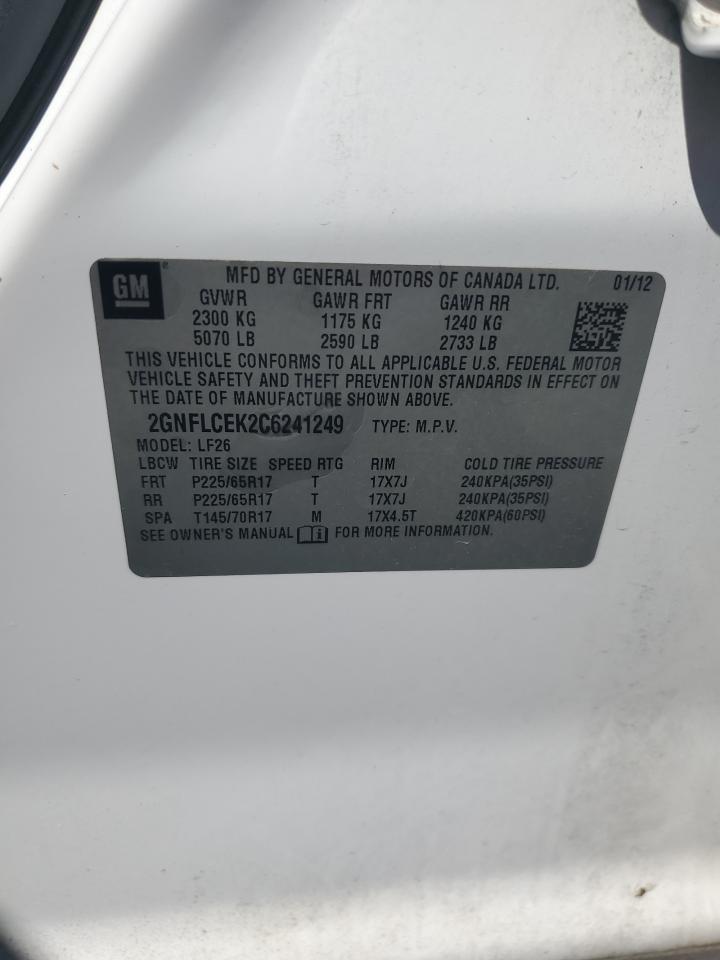 GM ®
MFD BY GENERAL MOTORS OF CANADA LTD. 01/12
GVWR GAWR FRT GAWR RR
2300 KG 1175 KG 1240 KG
5070 LB 2590 LB 2733 LB
THIS VEHICLE CONFORMS TO ALL APPLICABLE U.S. FEDERAL MOTOR
VEHICLE SAFETY AND THEFT PREVENTION STANDARDS IN EFFECT ON
THE DATE OF MANUFACTURE SHOWN ABOVE.
2GNFLCEK2C6241249 TYPE: M.P.V.
MODEL: LF26
LBCW TIRE SIZE SPEED RTG RIM COLD TIRE PRESSURE
FRT P225/65R17 T 17X7J 240KPA(35PSI)
RR P225/65R17 T 17X7J 240KPA(35PSI)
SPA T145/70R17 M 17X4.5T 420KPA(60PSI)
SEE OWNER'S MANUAL FOR MORE INFORMATION.